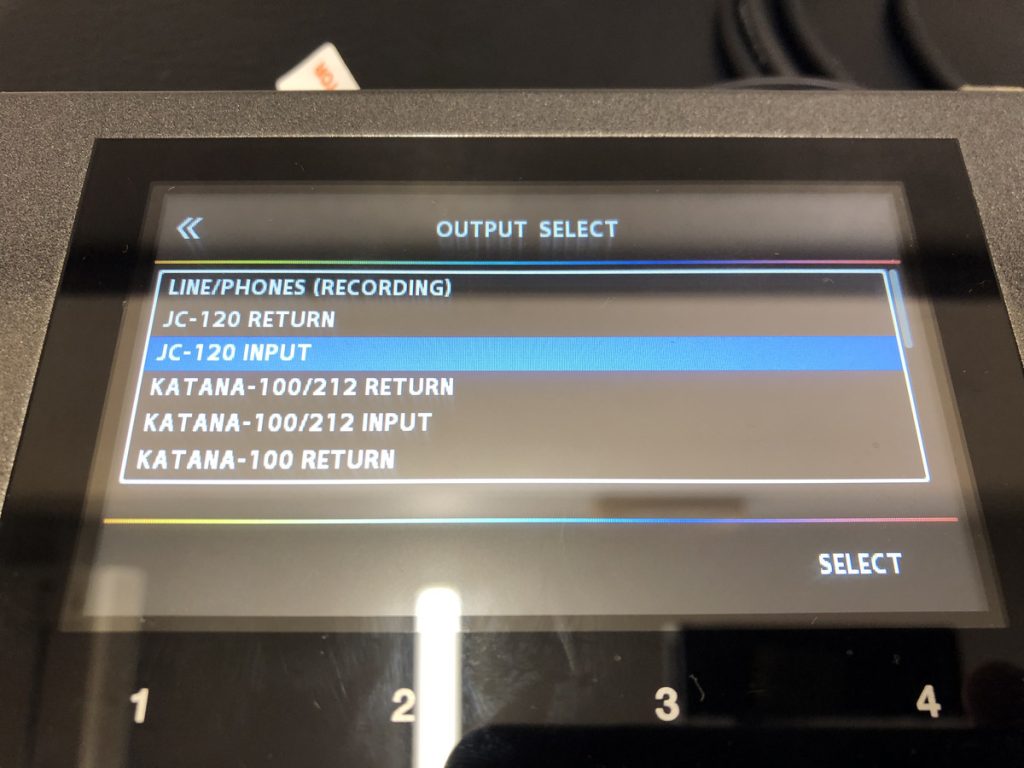 «  OUTPUT SELECT
LINE/PHONES (RECORDING)
JC-120 RETURN
JC-120 INPUT
KATANA-100/212 RETURN
KATANA-100/212 INPUT
KATANA-100 RETURN
SELECT
1 2 3 4